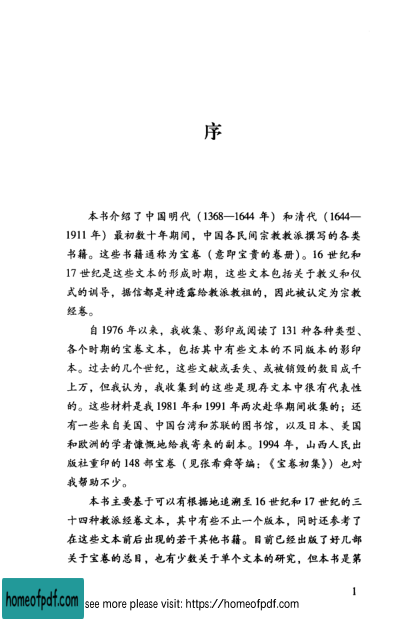 序
本书介绍了中国明代（1368—1644 年）和清代（1644—
1911 年）最初数十年期间，中国各民间宗教教派撰写的各类
书籍。这些书籍通称为宝卷（意即宝贵的卷册）。16 世纪和
17 世纪是这些文本的形成时期，这些文本包括关于教义和仪
式的训导，据信都是神透露给教派教祖的，因此被认定为宗教
经卷。
自 1976 年以来，我收集、影印或阅读了 131 种各种类型、
各个时期的宝卷文本，包括其中有些文本的不同版本的影印
本。过去的几个世纪，这些文献或丢失、或被销毁的数目成千
上万，但我认为，我收集到的这些是现存文本中很有代表性
的。这些材料是我 1981 年和 1991 年两次赴华期间收集的；还
有一些来自美国、中国台湾和苏联的图书馆，以及日本、美国
和欧洲的学者慷慨地给我寄来的副本。1994 年，山西人民出
版社重印的 148 部宝卷（见张希舜等编：《宝卷初集》）也对
我帮助不少。
本书主要基于可以有根据地追溯至 16 世纪和 17 世纪的三
十四种教派经卷文本，其中有些不止一个版本，同时还参考了
在这些文本前后出现的若干其他书籍。目前已经出版了好几部
关于宝卷的总目，也有少数关于单个文本的研究，但本书是第
1
homeofpdf.com
see more please visit: https://homeofpdf.com